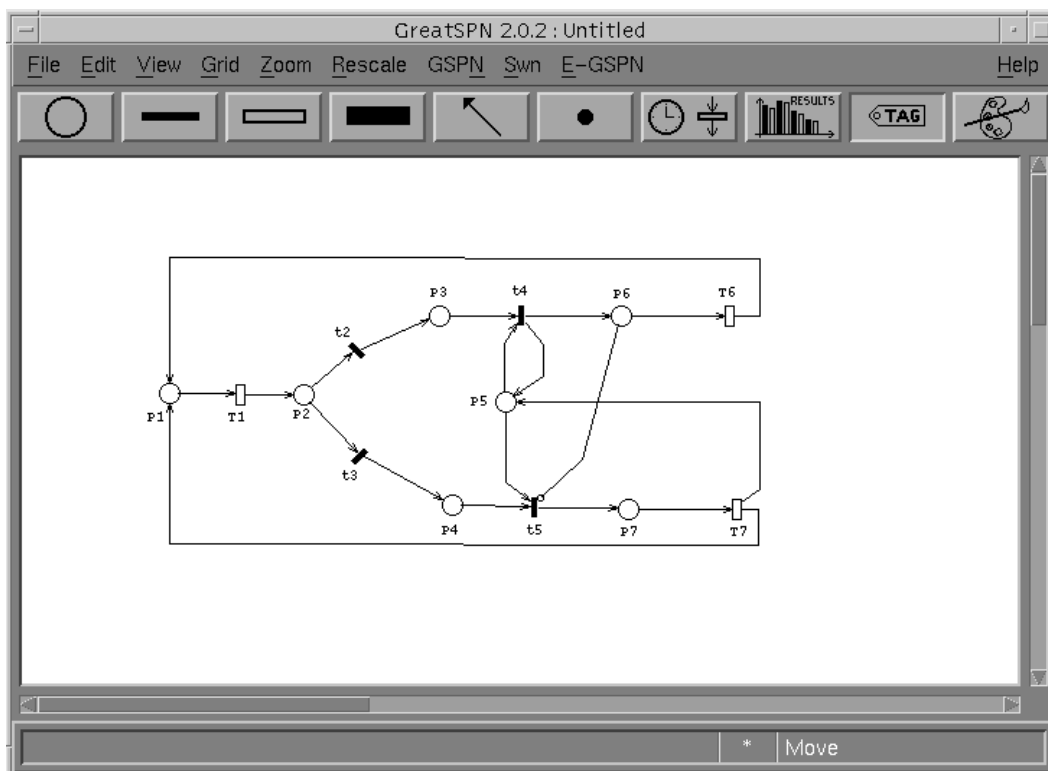 GreatSPN 2.0.2 : Untitled
File Edit View Grid Zoom Rescale GSPN Swn E-GSPN Help
RESULTS
TAG
P3 t4 P6 T6
t2
P5
P1 T1 P2
t3
P4 t5 P7 T7
* Move